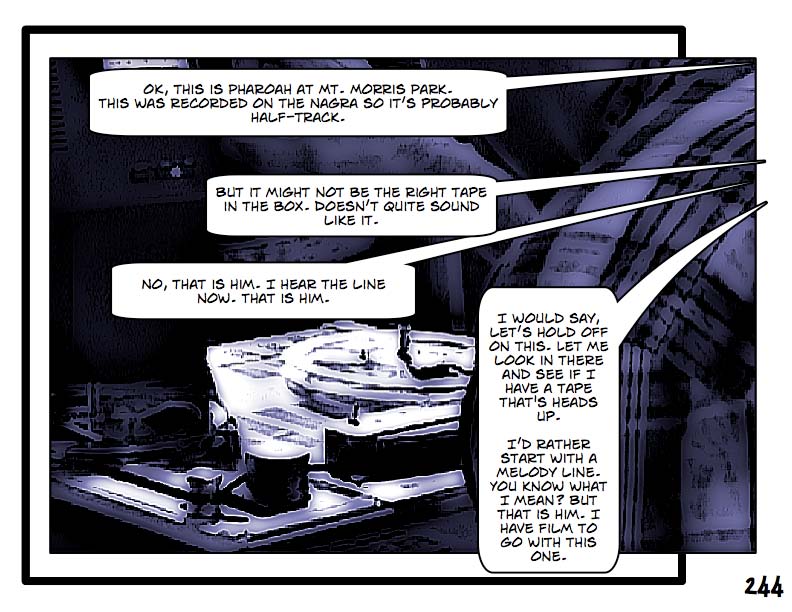 OK, THIS IS PHAROAH AT MT. MORRIS PARK.
THIS WAS RECORDED ON THE NAGRA SO IT'S PROBABLY
HALF-TRACK.
BUT IT MIGHT NOT BE THE RIGHT TAPE
IN THE BOX. DOESN'T QUITE SOUND
LIKE IT.
NO, THAT IS HIM. I HEAR THE LINE
NOW. THAT IS HIM.
I WOULD SAY,
LET'S HOLD OFF
ON THIS. LET ME
LOOK IN THERE
AND SEE IF I
HAVE A TAPE
THAT'S HEADS
UP.
I'D RATHER
START WITH A
MELODY LINE.
YOU KNOW WHAT
I MEAN? BUT
THAT IS HIM. I
HAVE FILM TO
GO WITH THIS
ONE.
244